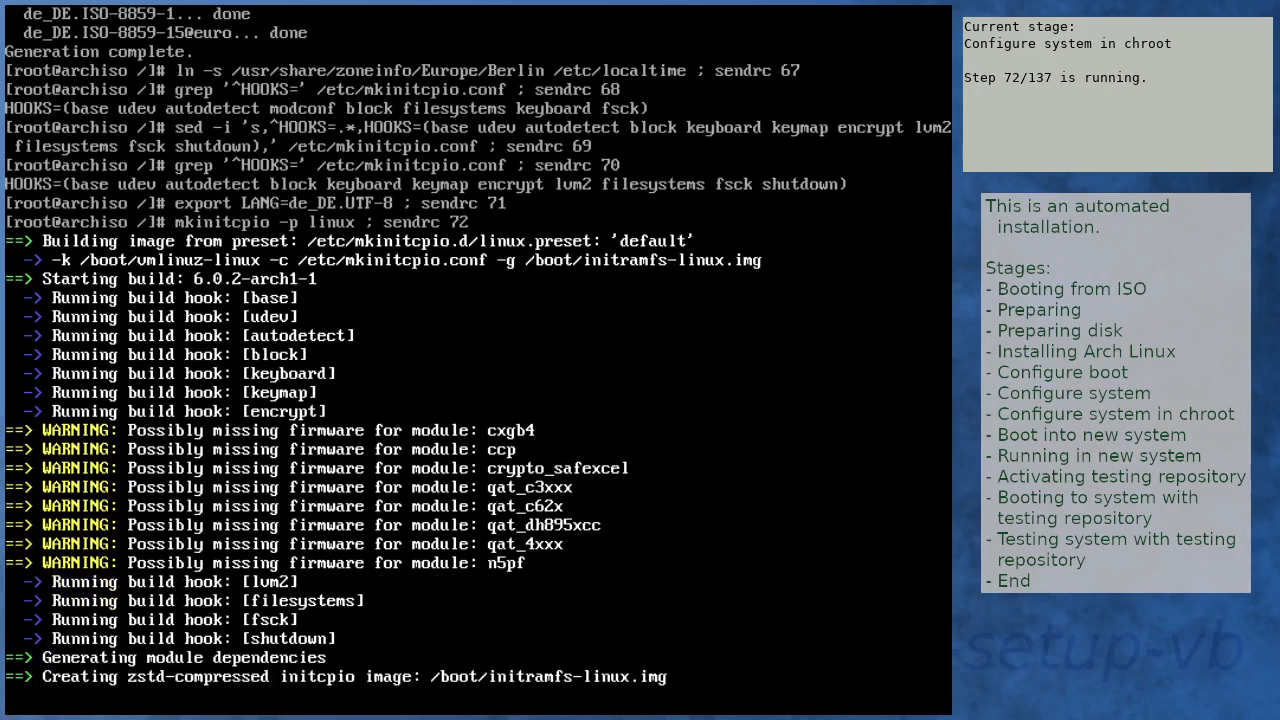 de_DE.ISO-8859-1... done
de_DE.ISO-8859-15@euro... done
Generation complete.
[root@archiso /]# ln -s /usr/share/zoneinfo/Europe/Berlin /etc/localtime ; sendrc 67
[root@archiso /]# grep '^HOOKS=' /etc/mkinitcpio.conf ; sendrc 68
HOOKS=(base udev autodetect modconf block filesystems keyboard fsck)
[root@archiso /]# sed -i 's,^HOOKS=.*,HOOKS=(base udev autodetect block keyboard keymap encrypt lvm2
filesystems fsck shutdown),' /etc/mkinitcpio.conf ; sendrc 69
[root@archiso /]# grep '^HOOKS=' /etc/mkinitcpio.conf ; sendrc 70
HOOKS=(base udev autodetect block keyboard keymap encrypt lvm2 filesystems fsck shutdown)
[root@archiso /]# export LANG=de_DE.UTF-8 ; sendrc 71
[root@archiso /]# mkinitcpio -p linux ; sendrc 72
==> Building image from preset: /etc/mkinitcpio.d/linux.preset: 'default'
-> -k /boot/vmlinuz-linux -c /etc/mkinitcpio.conf -g /boot/initramfs-linux.img
==> Starting build: 6.0.2-arch1-1
-> Running build hook: [base]
-> Running build hook: [udev]
-> Running build hook: [autodetect]
-> Running build hook: [block]
-> Running build hook: [keyboard]
-> Running build hook: [keymap]
-> Running build hook: [encrypt]
==> WARNING: Possibly missing firmware for module: cxgb4
==> WARNING: Possibly missing firmware for module: ccp
==> WARNING: Possibly missing firmware for module: crypto_safexcel
==> WARNING: Possibly missing firmware for module: qat_c3xxx
==> WARNING: Possibly missing firmware for module: qat_c62x
==> WARNING: Possibly missing firmware for module: qat_dh895xcc
==> WARNING: Possibly missing firmware for module: qat_4xxx
==> WARNING: Possibly missing firmware for module: n5pf
-> Running build hook: [lvm2]
-> Running build hook: [filesystems]
-> Running build hook: [fsck]
-> Running build hook: [shutdown]
==> Generating module dependencies
==> Creating zstd-compressed initcpio image: /boot/initramfs-linux.img
Current stage:
Configure system in chroot
Step 72/137 is running.
This is an automated
installation.
Stages:
- Booting from ISO
- Preparing
- Preparing disk
- Installing Arch Linux
- Configure boot
- Configure system
- Configure system in chroot
- Boot into new system
- Running in new system
- Activating testing repository
- Booting to system with
testing repository
- Testing system with testing
repository
- End
-setup-vb